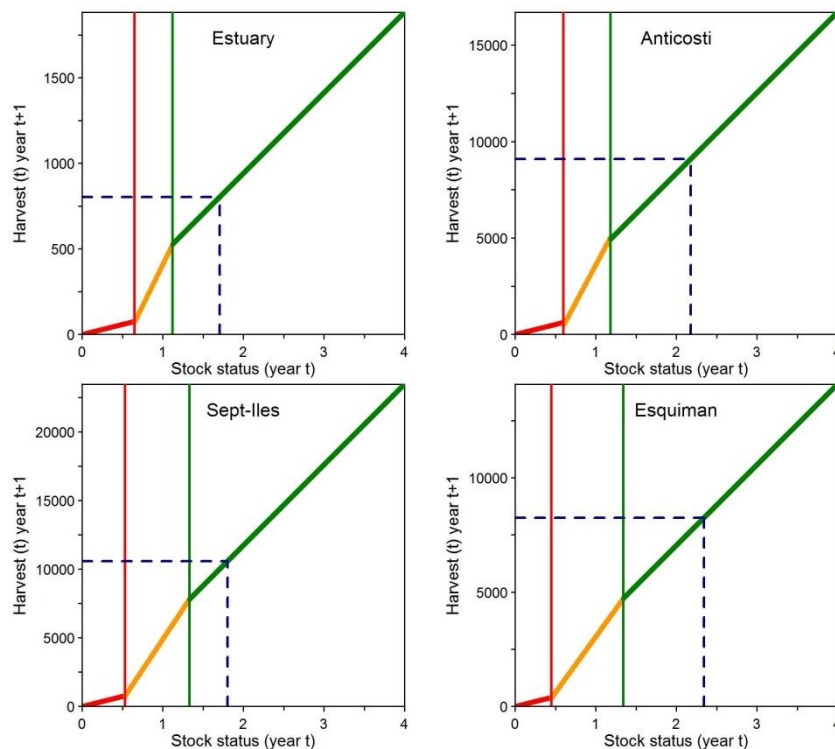 Estuary
1500
1000
500
0
Harvest (t) year t+1
0 1 2 3 4
Stock status (year t)
Anticosti
15000
10000
5000
0
Harvest (t) year t+1
0 1 2 3 4
Stock status (year t)
Sept-Iles
20000
15000
10000
5000
0
Harvest (t) year t+1
0 1 2 3 4
Stock status (year t)
Esquiman
10000
5000
0
Harvest (t) year t+1
0 1 2 3 4
Stock status (year t)